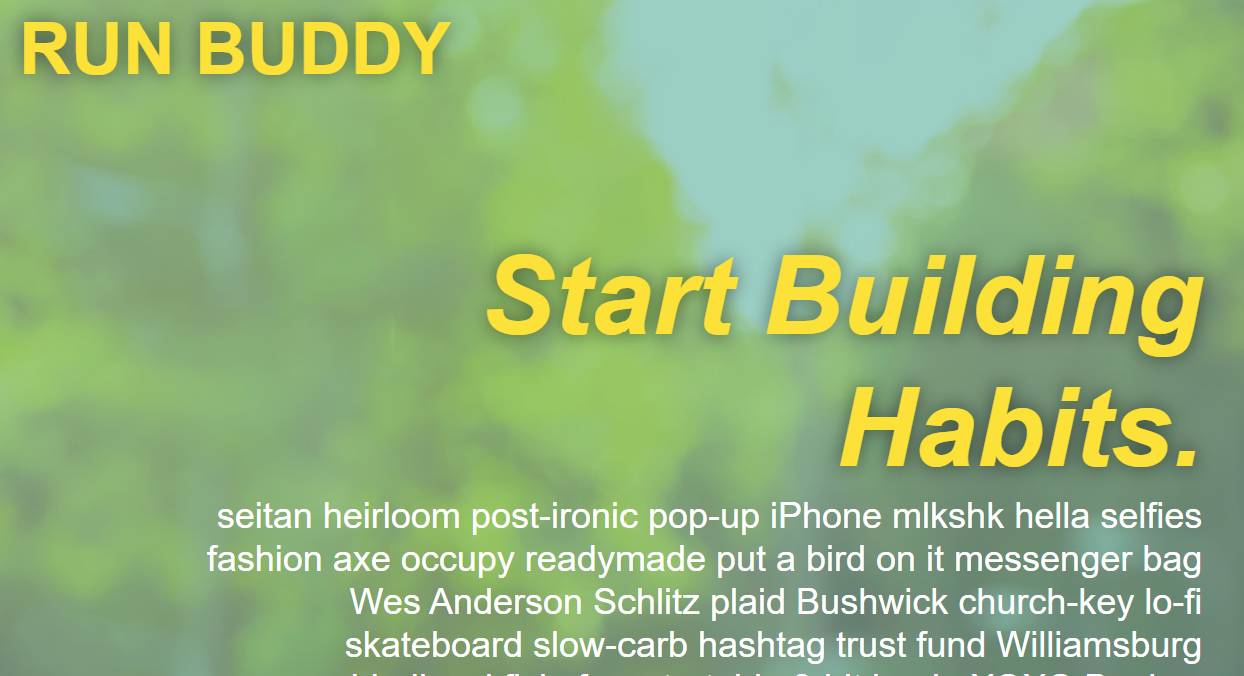 RUN BUDDY
Start Building
Habits.
seitan heirloom post-ironic pop-up iPhone mlkshk hella selfies
fashion axe occupy readymade put a bird on it messenger bag
Wes Anderson Schlitz plaid Bushwick church-key lo-fi
skateboard slow-carb hashtag trust fund Williamsburg